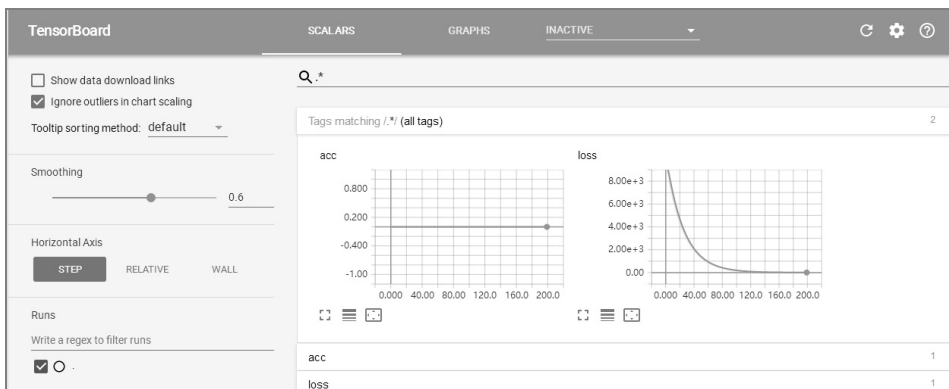 TensorBoard SCALARS GRAPHS INACTIVE
Show data download links
Ignore outliers in chart scaling
Tooltip sorting method: default
Smoothing
0.6
Horizontal Axis
STEP RELATIVE WALL
Runs
Write a regex to filter runs
.
.*
Tags matching /.*/ (all tags) 2
acc
0.800
0.200
-0.400
-1.00
0.000 40.00 80.00 120.0 160.0 200.0
loss
8.00e+3
6.00e+3
4.00e+3
2.00e+3
0.00
0.000 40.00 80.00 120.0 160.0 200.0
acc 1
loss 1